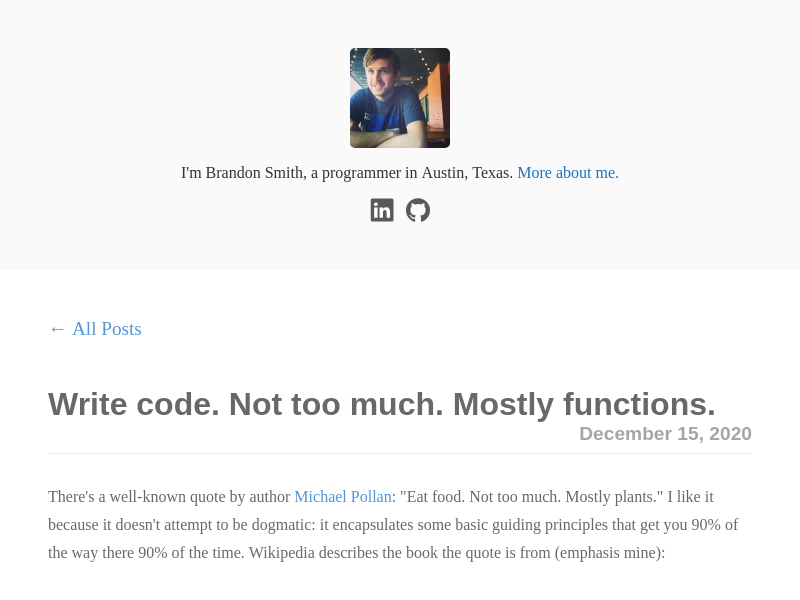 I'm Brandon Smith, a programmer in Austin, Texas. More about me.
← All Posts
Write code. Not too much. Mostly functions.
December 15, 2020
There's a well-known quote by author Michael Pollan: "Eat food. Not too much. Mostly plants." I like it
because it doesn't attempt to be dogmatic: it encapsulates some basic guiding principles that get you 90% of
the way there 90% of the time. Wikipedia describes the book the quote is from (emphasis mine):